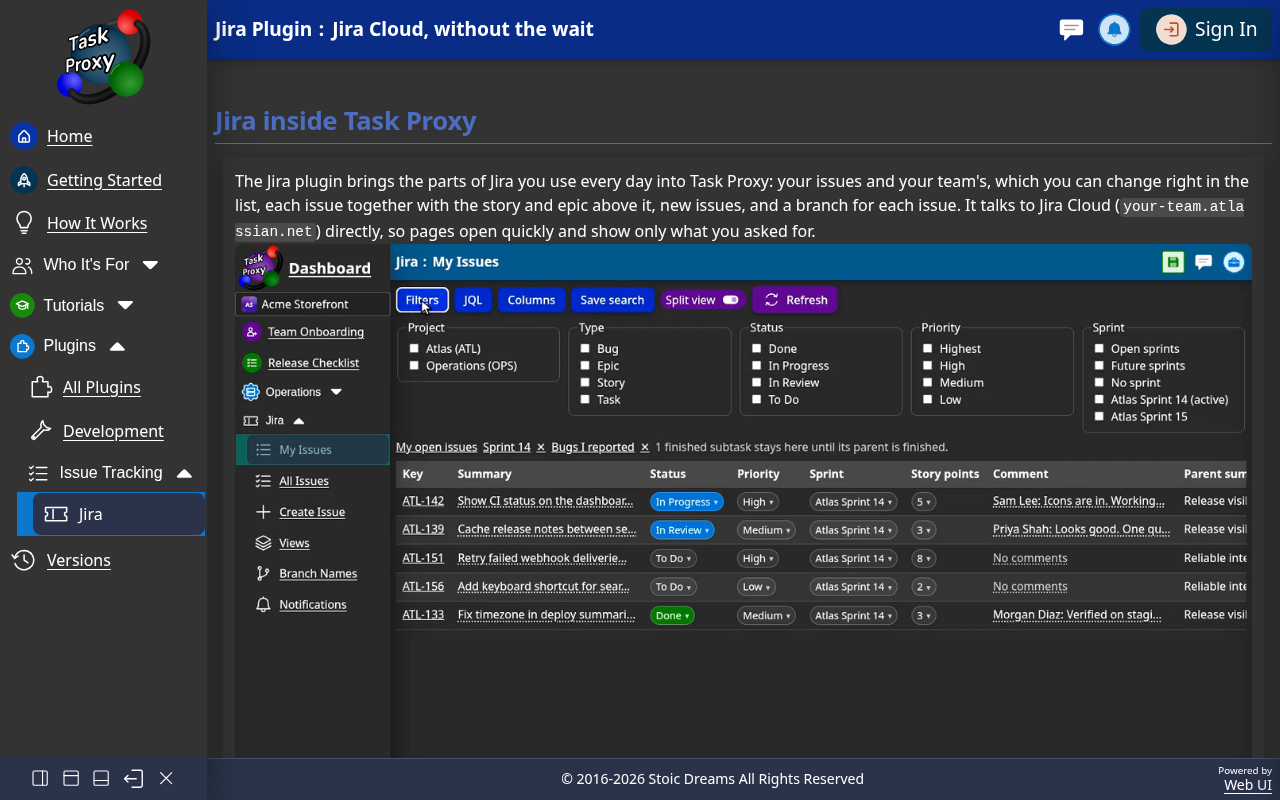 Task
Proxy
Home
Getting Started
How It Works
Who It's For
Tutorials
Plugins
All Plugins
Development
Issue Tracking
Jira
Versions
Jira Plugin : Jira Cloud, without the wait
Sign In
Jira inside Task Proxy
The Jira plugin brings the parts of Jira you use every day into Task Proxy: your issues and your team's, which you can change right in the
list, each issue together with the story and epic above it, new issues, and a branch for each issue. It talks to Jira Cloud ( your-team.atla
ssian.net ) directly, so pages open quickly and show only what you asked for.
Task
Proxy
Dashboard
AS Acme Storefront
Team Onboarding
Release Checklist
Operations
Jira
My Issues
All Issues
Create Issue
Views
Branch Names
Notifications
Jira : My Issues
Filters JQL Columns Save search Split view Refresh
Project
Atlas (ATL)
Operations (OPS)
Type
Bug
Epic
Story
Task
Status
Done
In Progress
In Review
To Do
Priority
Highest
High
Medium
Low
Sprint
Open sprints
Future sprints
No sprint
Atlas Sprint 14 (active)
Atlas Sprint 15
My open issues Sprint 14 × Bugs I reported × 1 finished subtask stays here until its parent is finished.
Key Summary Status Priority Sprint Story points Comment Parent sum
ATL-142 Show CI status on the dashboar... In Progress High Atlas Sprint 14 5 Sam Lee: Icons are in. Working... Release visil
ATL-139 Cache release notes between se... In Review Medium Atlas Sprint 14 3 Priya Shah: Looks good. One qu... Release visil
ATL-151 Retry failed webhook deliverie... To Do High Atlas Sprint 14 8 No comments Reliable inte
ATL-156 Add keyboard shortcut for sear... To Do Low Atlas Sprint 14 2 No comments Reliable inte
ATL-133 Fix timezone in deploy summari... Done Medium Atlas Sprint 14 3 Morgan Diaz: Verified on stagi... Release visil
© 2016-2026 Stoic Dreams All Rights Reserved
Powered by
Web UI